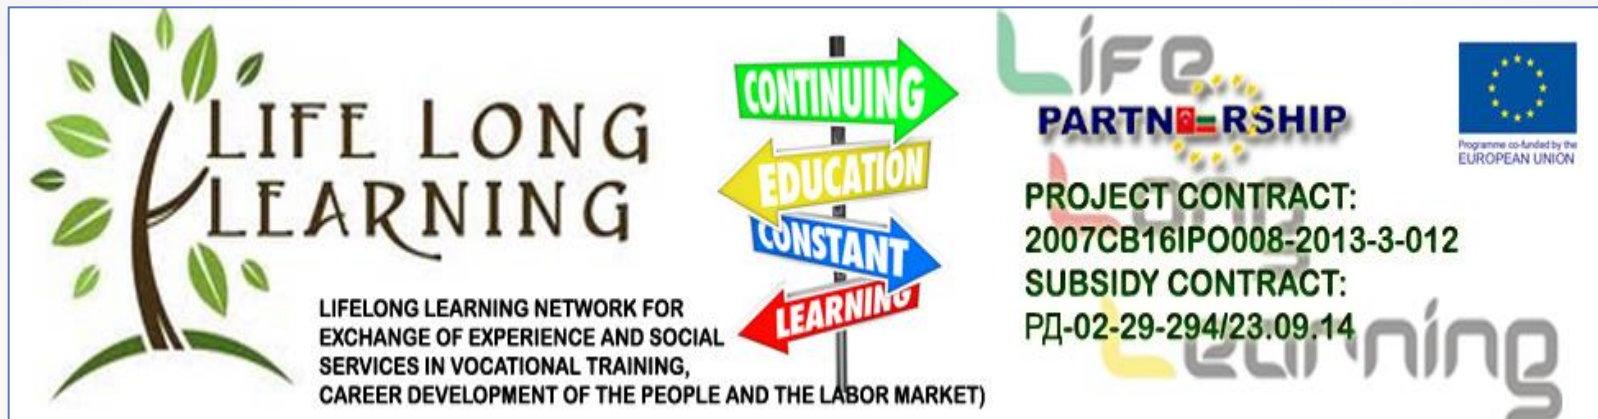 LIFE LONG
LEARNING
LIFELONG LEARNING NETWORK FOR
EXCHANGE OF EXPERIENCE AND SOCIAL
SERVICES IN VOCATIONAL TRAINING,
CAREER DEVELOPMENT OF THE PEOPLE AND THE LABOR MARKET)
CONTINUING
EDUCATION
CONSTANT
LEARNING
Life
PARTNERSHIP
Long
PROJECT CONTRACT:
2007CB16IPO008-2013-3-012
SUBSIDY CONTRACT:
РД-02-29-294/23.09.14
Learning
Programme co-funded by the
EUROPEAN UNION